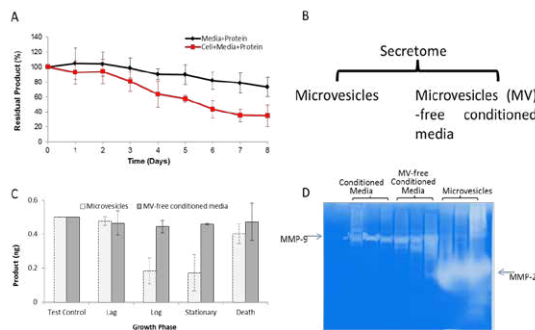 A
Media+Protein
Cell+Media+Protein
Residual Product (%)
140
120
100
80
60
40
20
0
0 1 2 3 4 5 6 7 8
Time (Days)
B
Secretome
Microvesicles
Microvesicles (MV)
-free conditioned
media
C
Microvesicles
MV-free conditioned media
Product (ng)
0.6
0.4
0.2
0
Test Control Lag Log Stationary Death
Growth Phase
D
Conditioned
Media
MV-free
Conditioned
Media
Microvesicles
MMP-9
MMP-2